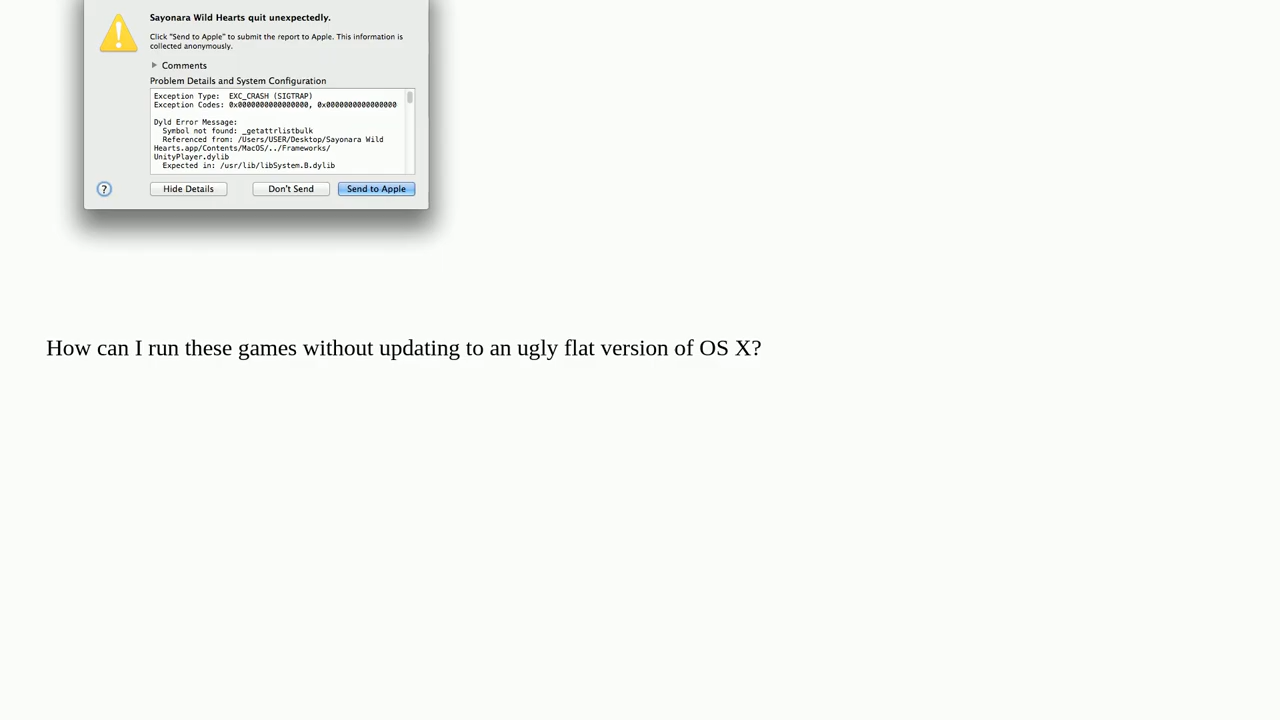 Sayonara Wild Hearts quit unexpectedly.
Click "Send to Apple" to submit the report to Apple. This information is
collected anonymously.
Comments
Problem Details and System Configuration
Exception Type:  EXC_CRASH (SIGTRAP)
Exception Codes: 0x0000000000000000, 0x0000000000000000
Dyld Error Message:
Symbol not found: _getattrlistbulk
Referenced from: /Users/USER/Desktop/Sayonara Wild
Hearts.app/Contents/MacOS/../Frameworks/
UnityPlayer.dylib
Expected in: /usr/lib/libSystem.B.dylib
? Hide Details Don't Send Send to Apple
How can I run these games without updating to an ugly flat version of OS X?